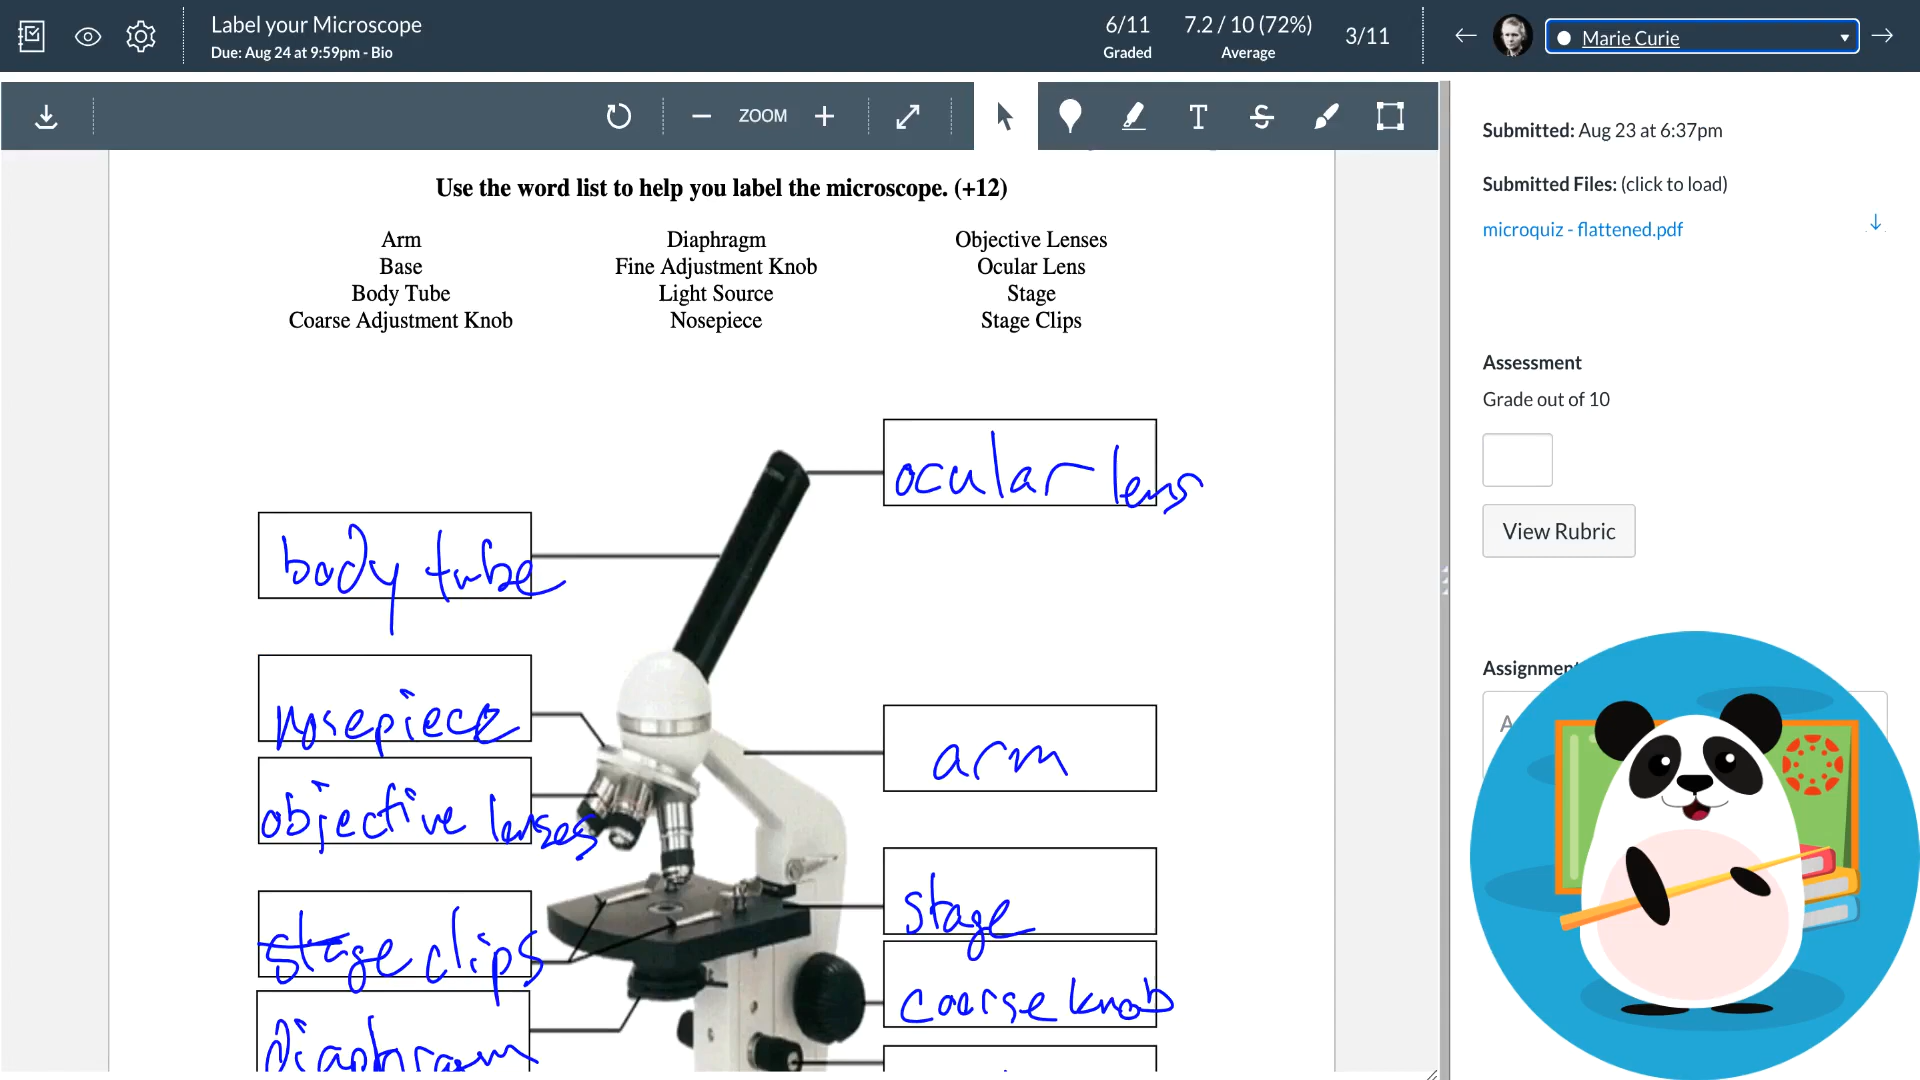 Label your Microscope
Due: Aug 24 at 9:59pm - Bio
6/11
Graded
7.2 / 10 (72%)
Average
3/11
Marie Curie
ZOOM
T
S
Submitted: Aug 23 at 6:37pm
Submitted Files: (click to load)
microquiz - flattened.pdf
Assessment
Grade out of 10
View Rubric
Assignmen
A
Use the word list to help you label the microscope. (+12)
Arm Diaphragm Objective Lenses
Base Fine Adjustment Knob Ocular Lens
Body Tube Light Source Stage
Coarse Adjustment Knob Nosepiece Stage Clips
ocular lens
body tube
nosepiece
arm
objective lenses
stage
stage clips
coarse knob
diaphragm